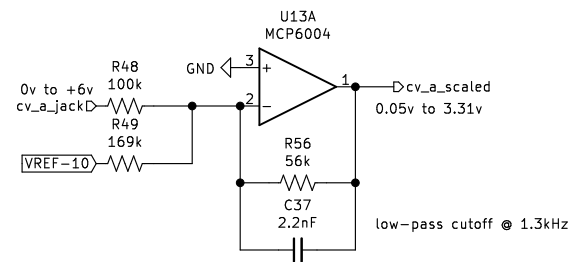 U13A
MCP6004
GND
3
+
2
-
1
cv_a_scaled
0.05v to 3.31v
R48
100k
0v to +6v
cv_a_jack
R49
169k
VREF-10
R56
56k
C37
2.2nF
low-pass cutoff @ 1.3kHz